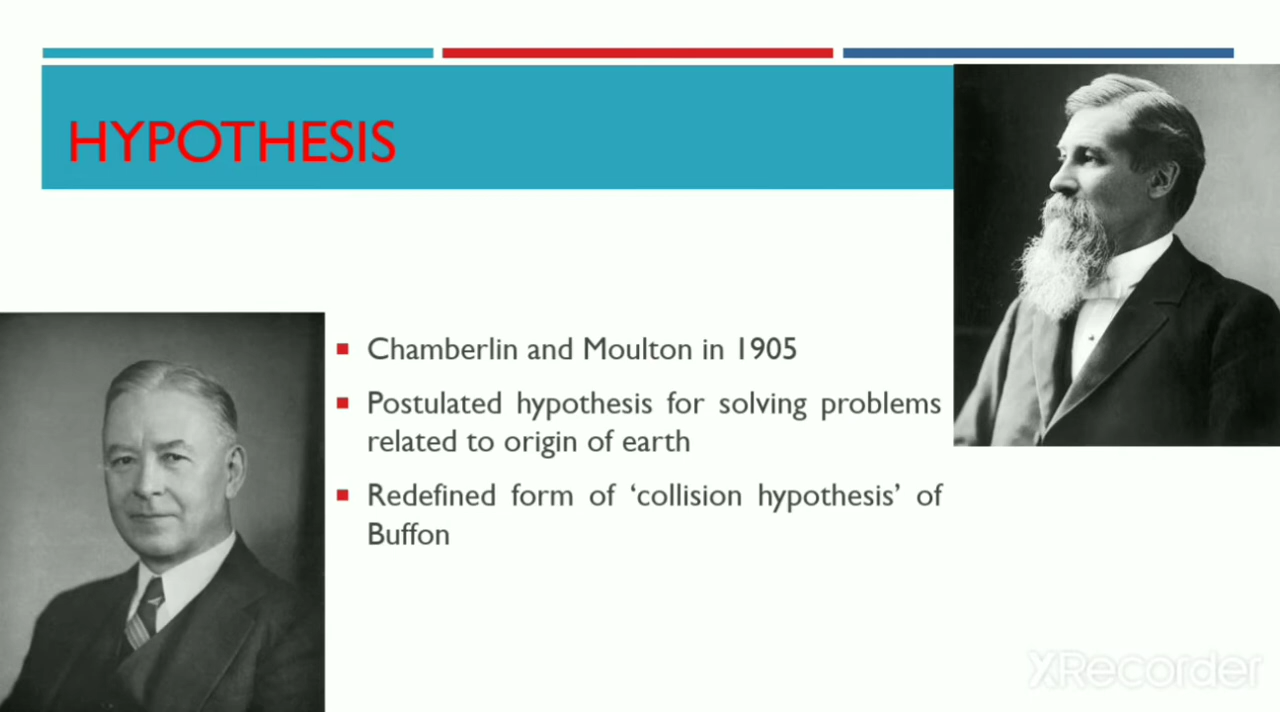 HYPOTHESIS
Chamberlin and Moulton in 1905
Postulated hypothesis for solving problems
related to origin of earth
Redefined form of ‘collision hypothesis’ of
Buffon
XRecorder